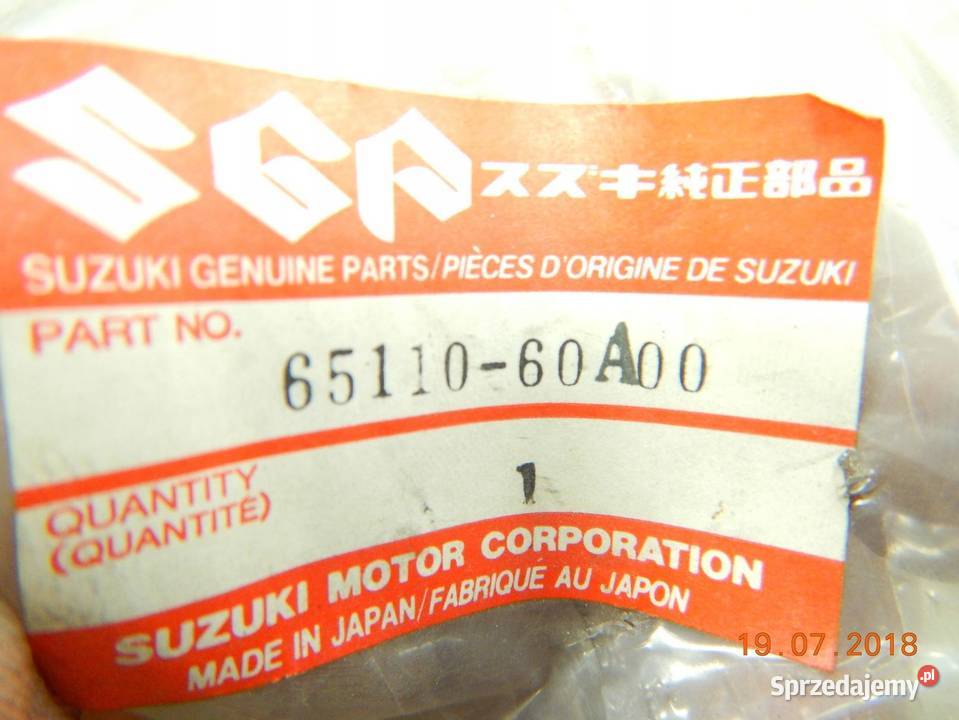 SGP スズキ純正部品
SUZUKI GENUINE PARTS/PIÈCES D'ORIGINE DE SUZUKI
PART NO.
65110-60A00
QUANTITY
(QUANTITÉ)
1
SUZUKI MOTOR CORPORATION
MADE IN JAPAN/FABRIQUE AU JAPON
19.07.2018
Sprzedajemy.pl